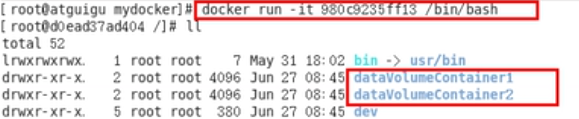 [root@atguigu mydocker]# docker run -it 980c9235ff13 /bin/bash
[root@d0ead37ad404 /]# ll
total 52
lrwxrwxrwx. 1 root root 7 May 31 18:02 bin -> usr/bin
drwxr-xr-x. 2 root root 4096 Jun 27 08:45 dataVolumeContainer1
drwxr-xr-x. 2 root root 4096 Jun 27 08:45 dataVolumeContainer2
drwxr-xr-x. 5 root root 380 Jun 27 08:45 dev